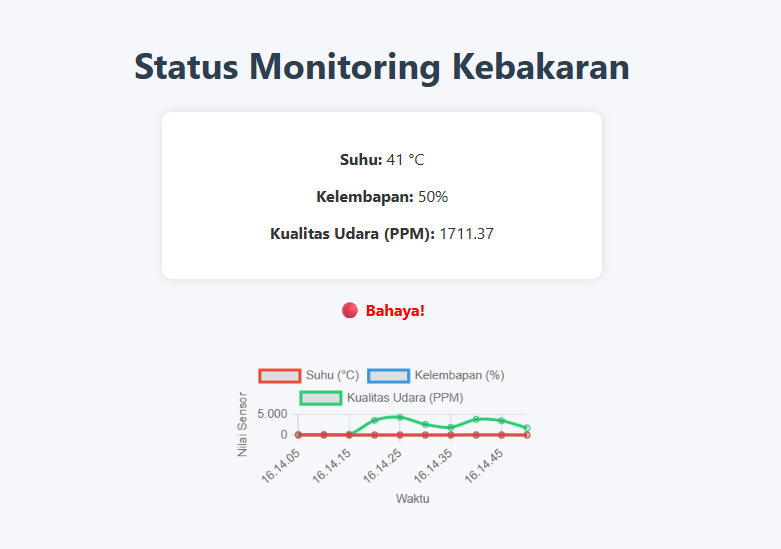 Status Monitoring Kebakaran
Suhu: 41 °C
Kelembapan: 50%
Kualitas Udara (PPM): 1711.37
Bahaya!
Suhu (°C) Kelembapan (%)
Kualitas Udara (PPM)
Nilai Sensor
5.000
0
16.14.05 16.14.15 16.14.25 16.14.35 16.14.45
Waktu